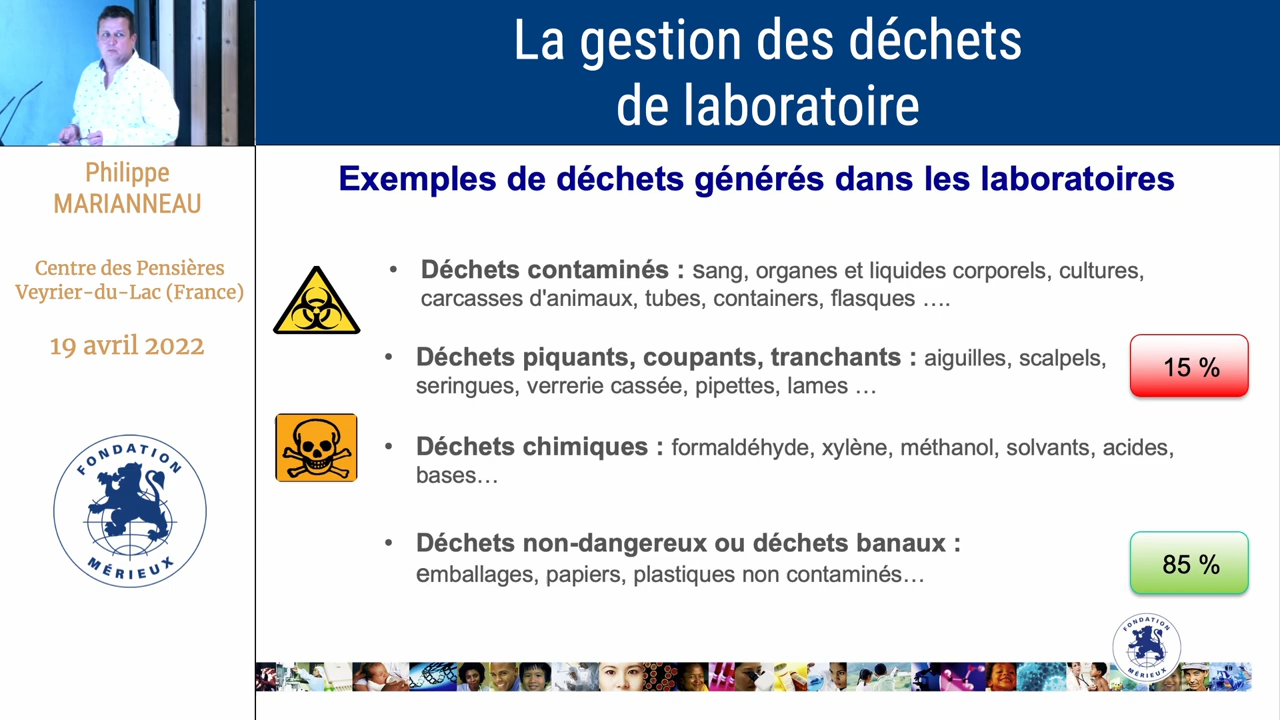 La gestion des déchets
de laboratoire
Philippe
MARIANNEAU
Centre des Pensières
Veyrier-du-Lac (France)
19 avril 2022
FONDATION
MÉRIEUX
Exemples de déchets générés dans les laboratoires
• Déchets contaminés : sang, organes et liquides corporels, cultures,
carcasses d'animaux, tubes, containers, flasques ….
• Déchets piquants, coupants, tranchants : aiguilles, scalpels,
seringues, verrerie cassée, pipettes, lames …
15 %
• Déchets chimiques : formaldéhyde, xylène, méthanol, solvants, acides,
bases…
• Déchets non-dangereux ou déchets banaux :
emballages, papiers, plastiques non contaminés…
85 %
FONDATION
MÉRIEUX